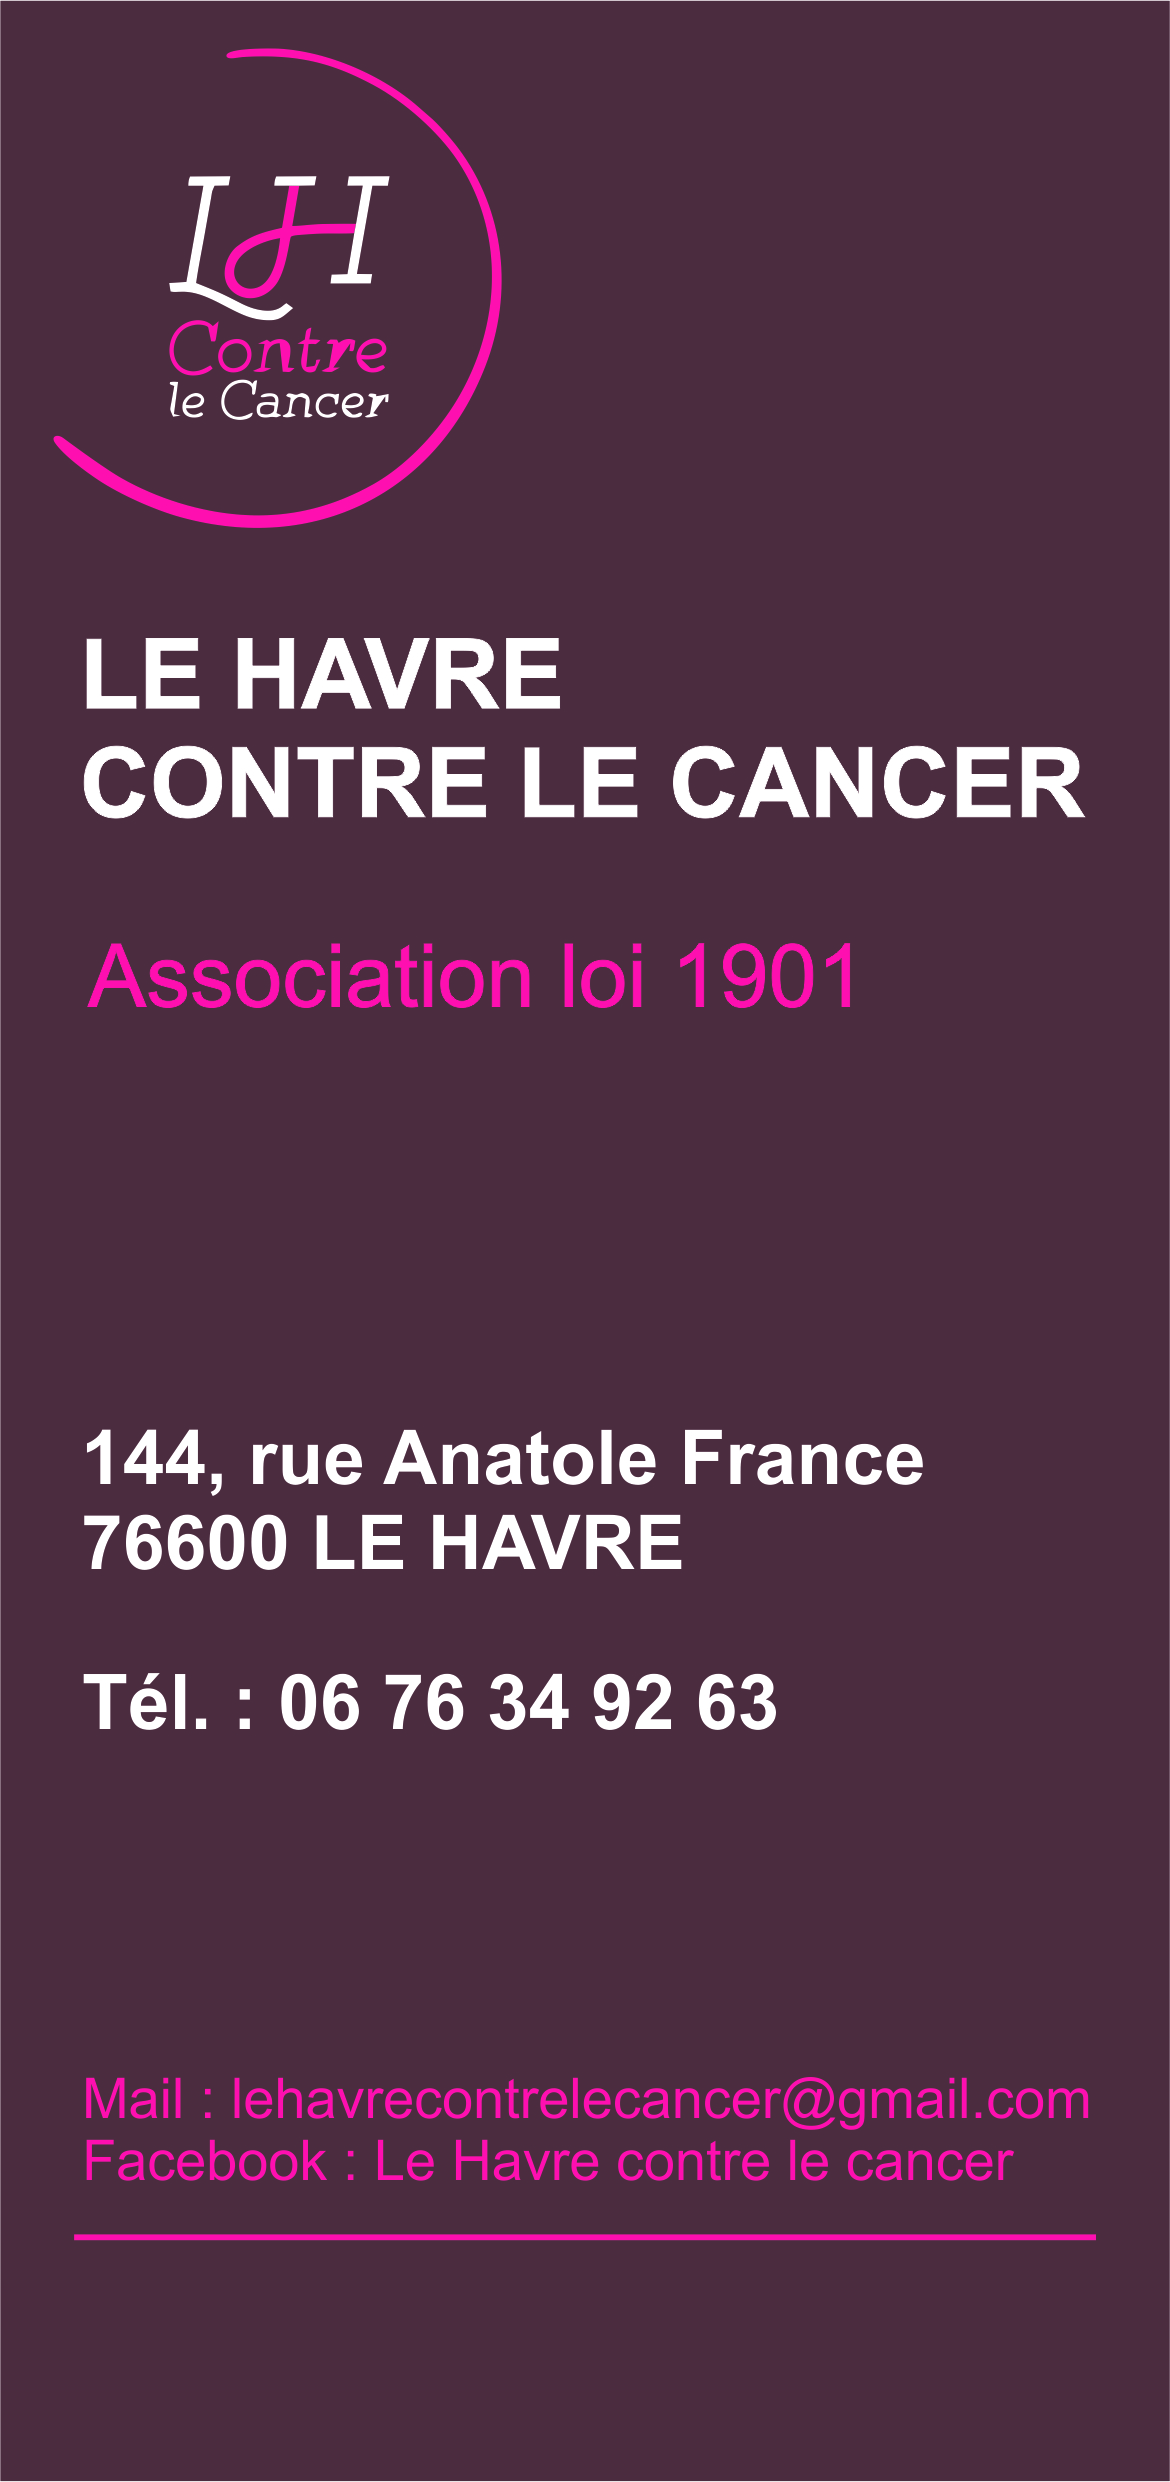 LH
Contre
le Cancer
LE HAVRE
CONTRE LE CANCER
Association loi 1901
144, rue Anatole France
76600 LE HAVRE
Tél. : 06 76 34 92 63
Mail : lehavrecontrelecancer@gmail.com
Facebook : Le Havre contre le cancer